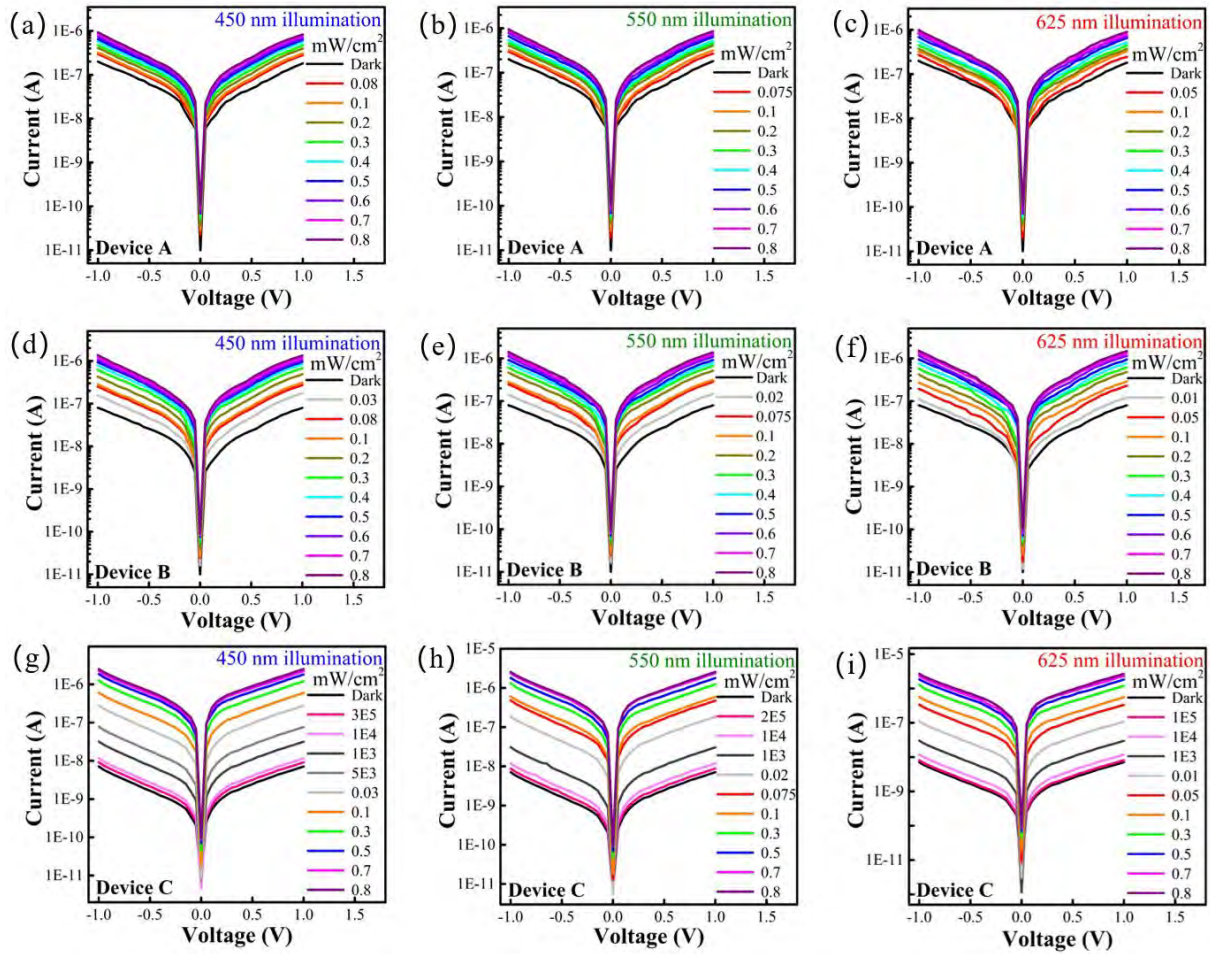 (a)
450 nm illumination
mW/cm²
Dark
0.08
0.1
0.2
0.3
0.4
0.5
0.6
0.7
0.8
1E-6
1E-7
1E-8
1E-9
1E-10
1E-11
Current (A)
Device A
-1.0 -0.5 0.0 0.5 1.0 1.5
Voltage (V)
(b)
550 nm illumination
mW/cm²
Dark
0.075
0.1
0.2
0.3
0.4
0.5
0.6
0.7
0.8
1E-6
1E-7
1E-8
1E-9
1E-10
1E-11
Current (A)
Device A
-1.0 -0.5 0.0 0.5 1.0 1.5
Voltage (V)
(c)
625 nm illumination
mW/cm²
Dark
0.05
0.1
0.2
0.3
0.4
0.5
0.6
0.7
0.8
1E-6
1E-7
1E-8
1E-9
1E-10
1E-11
Current (A)
Device A
-1.0 -0.5 0.0 0.5 1.0 1.5
Voltage (V)
(d)
450 nm illumination
mW/cm²
Dark
0.03
0.08
0.1
0.2
0.3
0.4
0.5
0.6
0.7
0.8
1E-6
1E-7
1E-8
1E-9
1E-10
1E-11
Current (A)
Device B
-1.0 -0.5 0.0 0.5 1.0 1.5
Voltage (V)
(e)
550 nm illumination
mW/cm²
Dark
0.02
0.075
0.1
0.2
0.3
0.4
0.5
0.6
0.7
0.8
1E-6
1E-7
1E-8
1E-9
1E-10
1E-11
Current (A)
Device B
-1.0 -0.5 0.0 0.5 1.0 1.5
Voltage (V)
(f)
625 nm illumination
mW/cm²
Dark
0.01
0.05
0.1
0.2
0.3
0.4
0.5
0.6
0.7
0.8
1E-6
1E-7
1E-8
1E-9
1E-10
1E-11
Current (A)
Device B
-1.0 -0.5 0.0 0.5 1.0 1.5
Voltage (V)
(g)
450 nm illumination
mW/cm²
Dark
3E5
1E4
1E3
5E3
0.03
0.1
0.3
0.5
0.7
0.8
1E-6
1E-7
1E-8
1E-9
1E-10
1E-11
Current (A)
Device C
-1.0 -0.5 0.0 0.5 1.0 1.5
Voltage (V)
(h)
550 nm illumination
mW/cm²
Dark
2E5
1E4
1E3
0.02
0.075
0.1
0.3
0.5
0.7
0.8
1E-5
1E-6
1E-7
1E-8
1E-9
1E-10
1E-11
Current (A)
Device C
-1.0 -0.5 0.0 0.5 1.0 1.5
Voltage (V)
(i)
625 nm illumination
mW/cm²
Dark
1E5
1E4
1E3
0.01
0.05
0.1
0.3
0.5
0.7
0.8
1E-5
1E-7
1E-9
1E-11
Current (A)
Device C
-1.0 -0.5 0.0 0.5 1.0 1.5
Voltage (V)